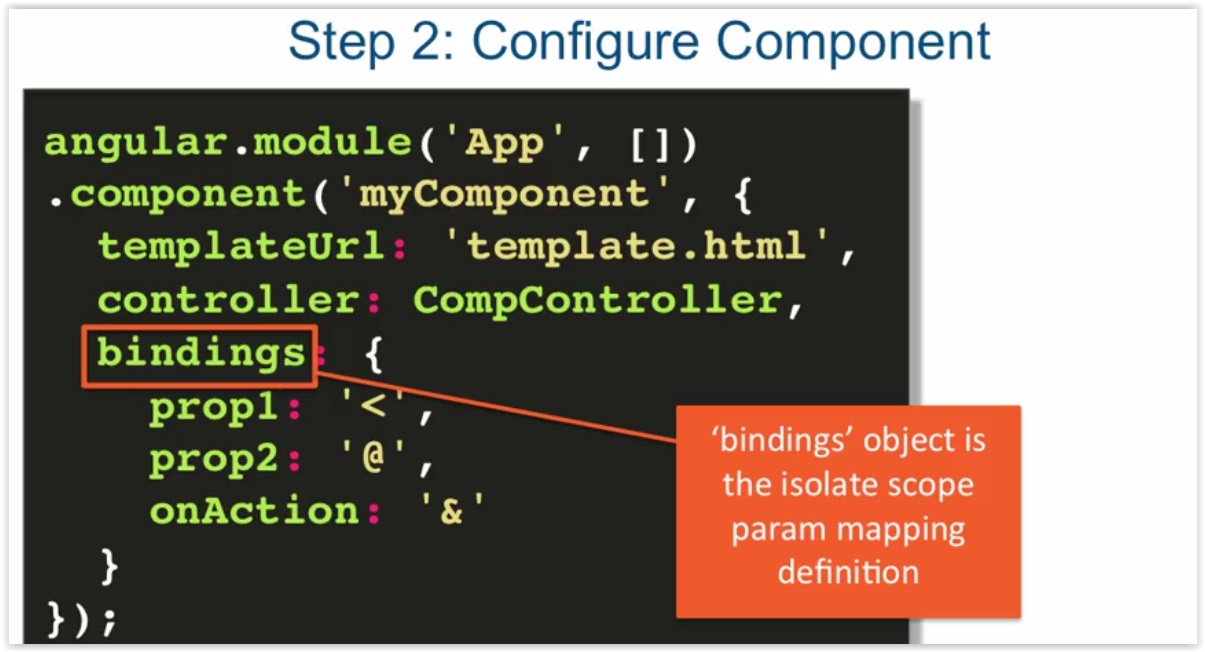 Step 2: Configure Component
angular.module('App', [])
.component('myComponent', {
templateUrl: 'template.html',
controller: CompController,
bindings: {
prop1: '<',
prop2: '@',
onAction: '&'
}
});
‘bindings’ object is
the isolate scope
param mapping
definition